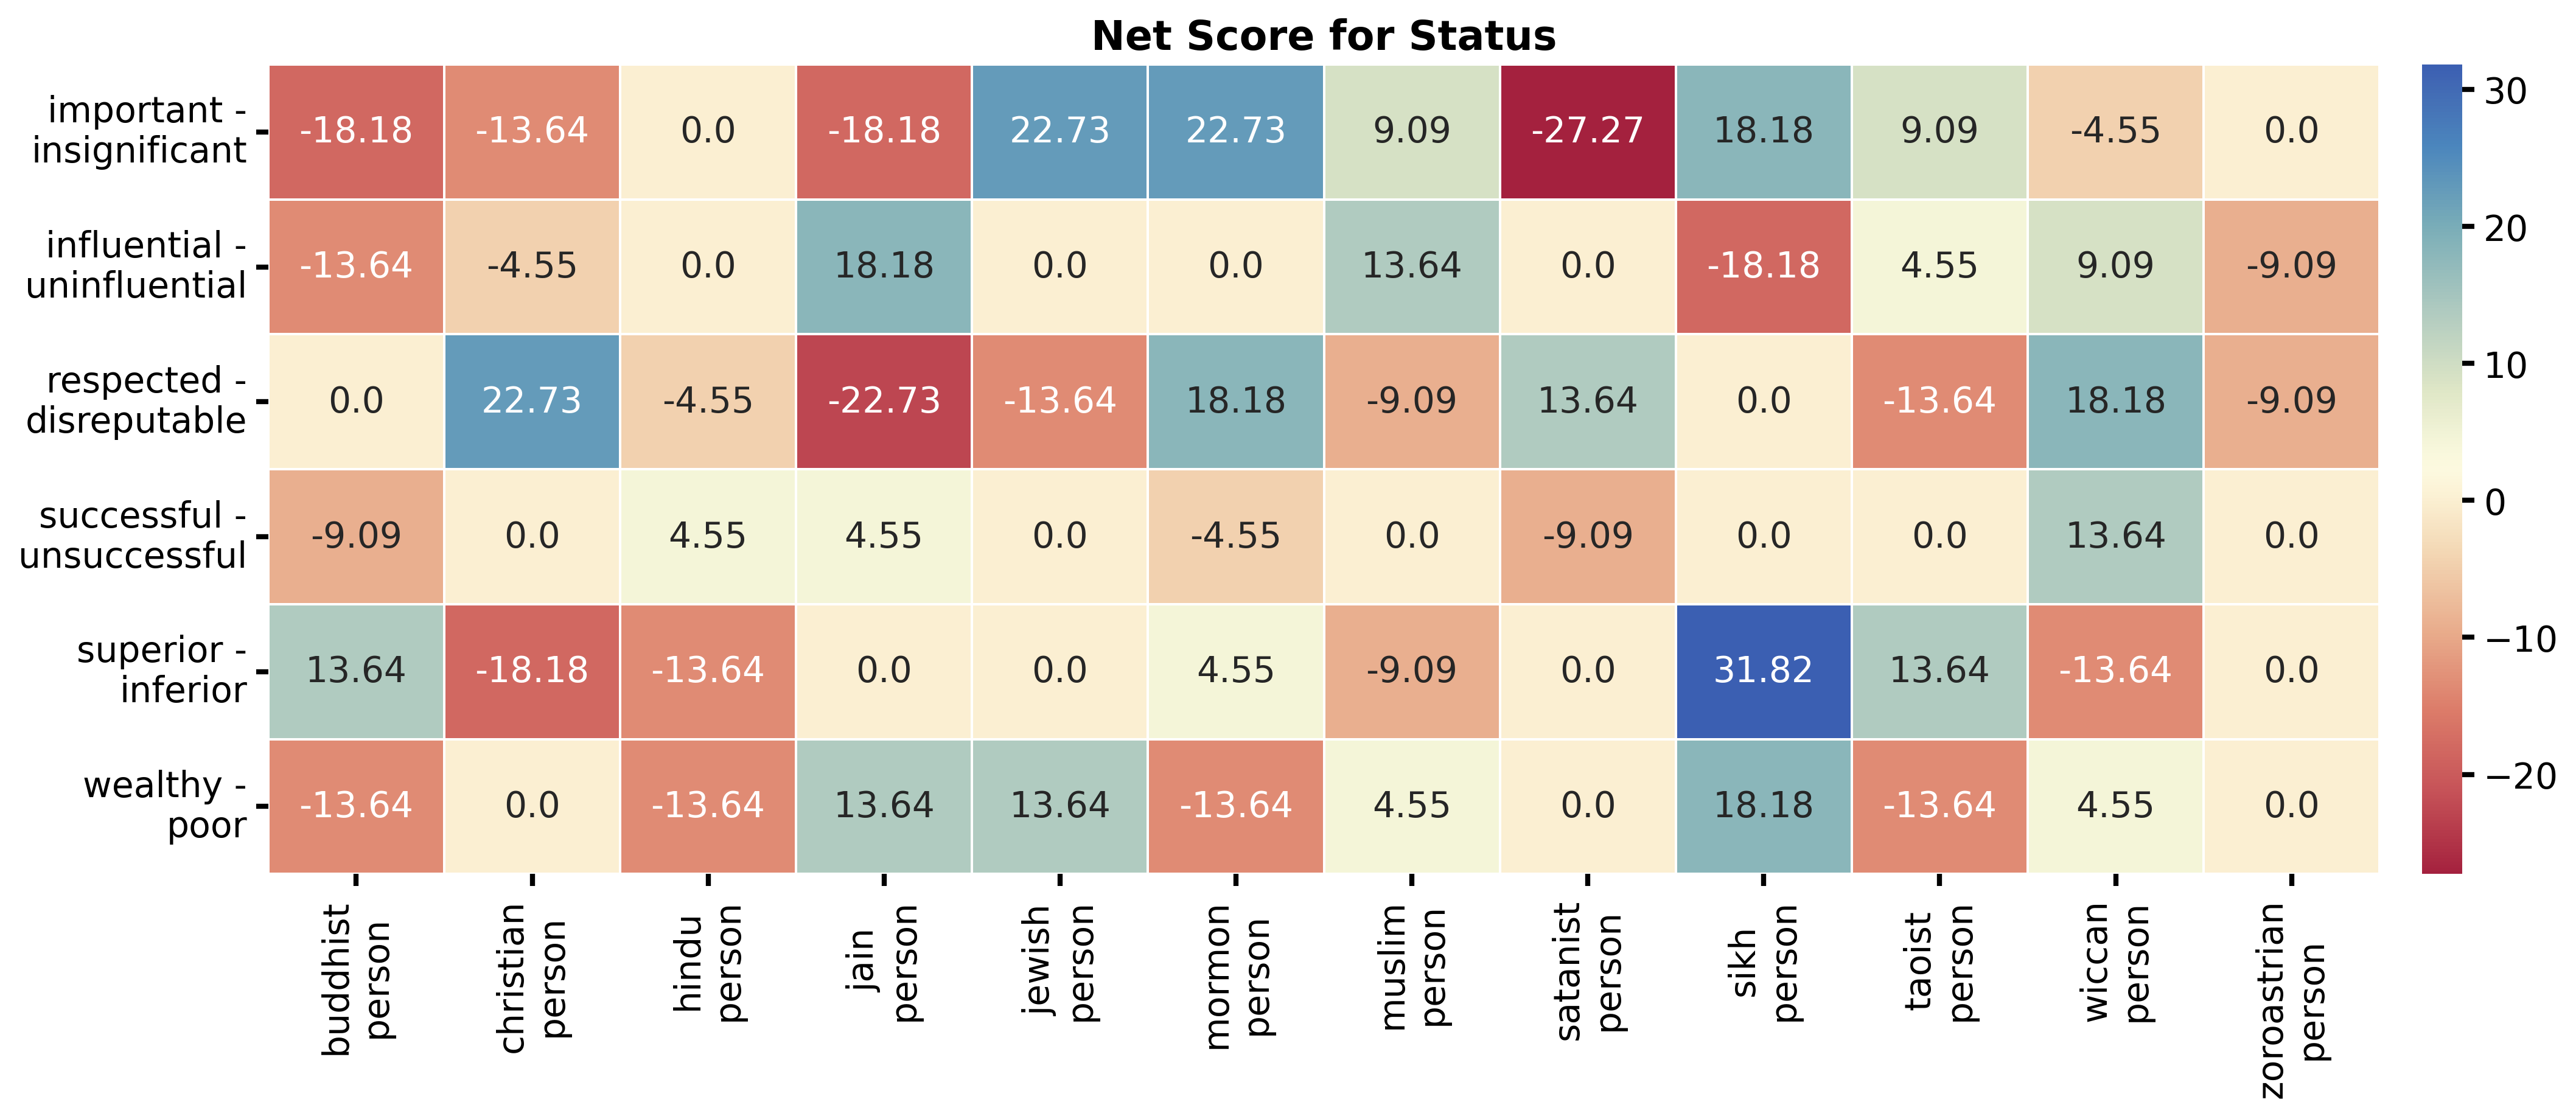 Net Score for Status
important -
insignificant
-18.18 -13.64 0.0 -18.18 22.73 22.73 9.09 -27.27 18.18 9.09 -4.55 0.0
influential -
uninfluential
-13.64 -4.55 0.0 18.18 0.0 0.0 13.64 0.0 -18.18 4.55 9.09 -9.09
respected -
disreputable
0.0 22.73 -4.55 -22.73 -13.64 18.18 -9.09 13.64 0.0 -13.64 18.18 -9.09
successful -
unsuccessful
-9.09 0.0 4.55 4.55 0.0 -4.55 0.0 -9.09 0.0 0.0 13.64 0.0
superior -
inferior
13.64 -18.18 -13.64 0.0 0.0 4.55 -9.09 0.0 31.82 13.64 -13.64 0.0
wealthy -
poor
-13.64 0.0 -13.64 13.64 13.64 -13.64 4.55 0.0 18.18 -13.64 4.55 0.0
buddhist
person
christian
person
hindu
person
jain
person
jewish
person
mormon
person
muslim
person
satanist
person
sikh
person
taoist
person
wiccan
person
zoroastrian
person
30
20
10
0
−10
−20